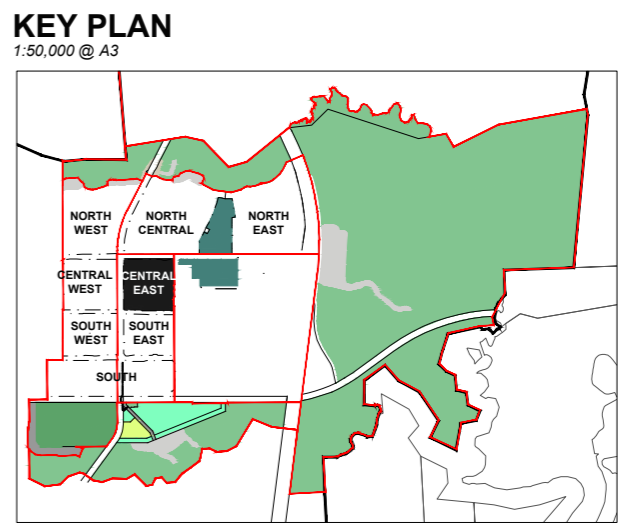 KEY PLAN
1:50,000 @ A3
NORTH
WEST
NORTH
CENTRAL
NORTH
EAST
CENTRAL
WEST
CENTRAL
EAST
SOUTH
WEST
SOUTH
EAST
SOUTH